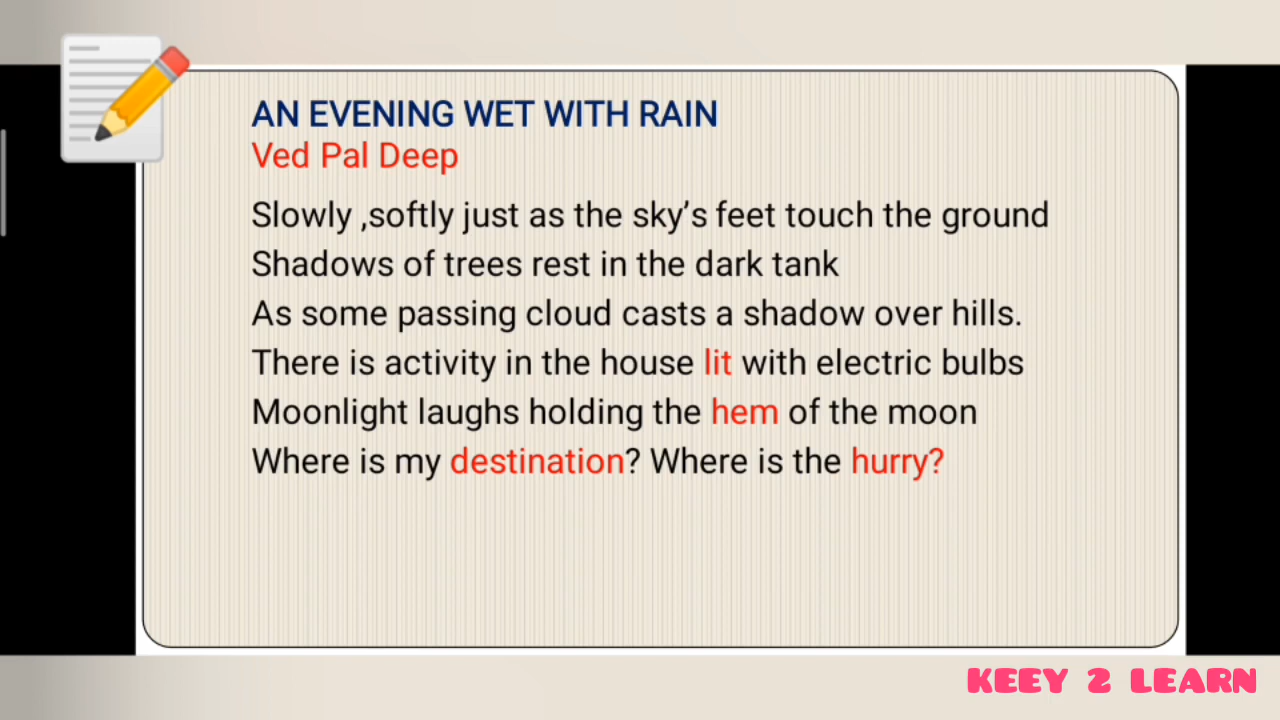 AN EVENING WET WITH RAIN
Ved Pal Deep
Slowly ,softly just as the sky’s feet touch the ground
Shadows of trees rest in the dark tank
As some passing cloud casts a shadow over hills.
There is activity in the house lit with electric bulbs
Moonlight laughs holding the hem of the moon
Where is my destination? Where is the hurry?
KEEY 2 LEARN